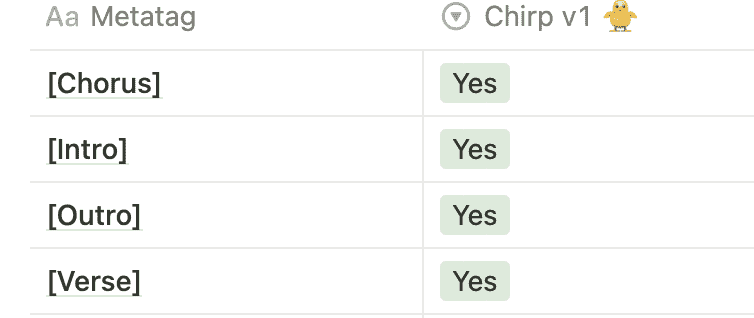 Aa Metatag Chirp v1 🐥
[Chorus] Yes
[Intro] Yes
[Outro] Yes
[Verse] Yes